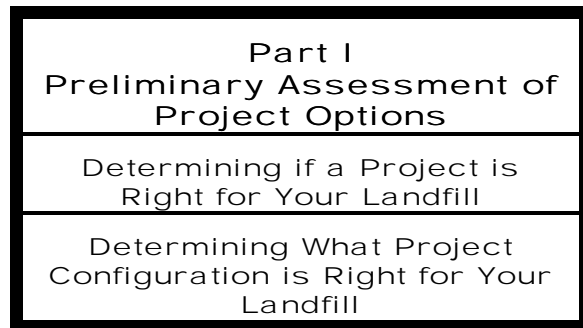 Part I
Preliminary Assessment of
Project Options
Determining if a Project is
Right for Your Landfill
Determining What Project
Configuration is Right for Your
Landfill